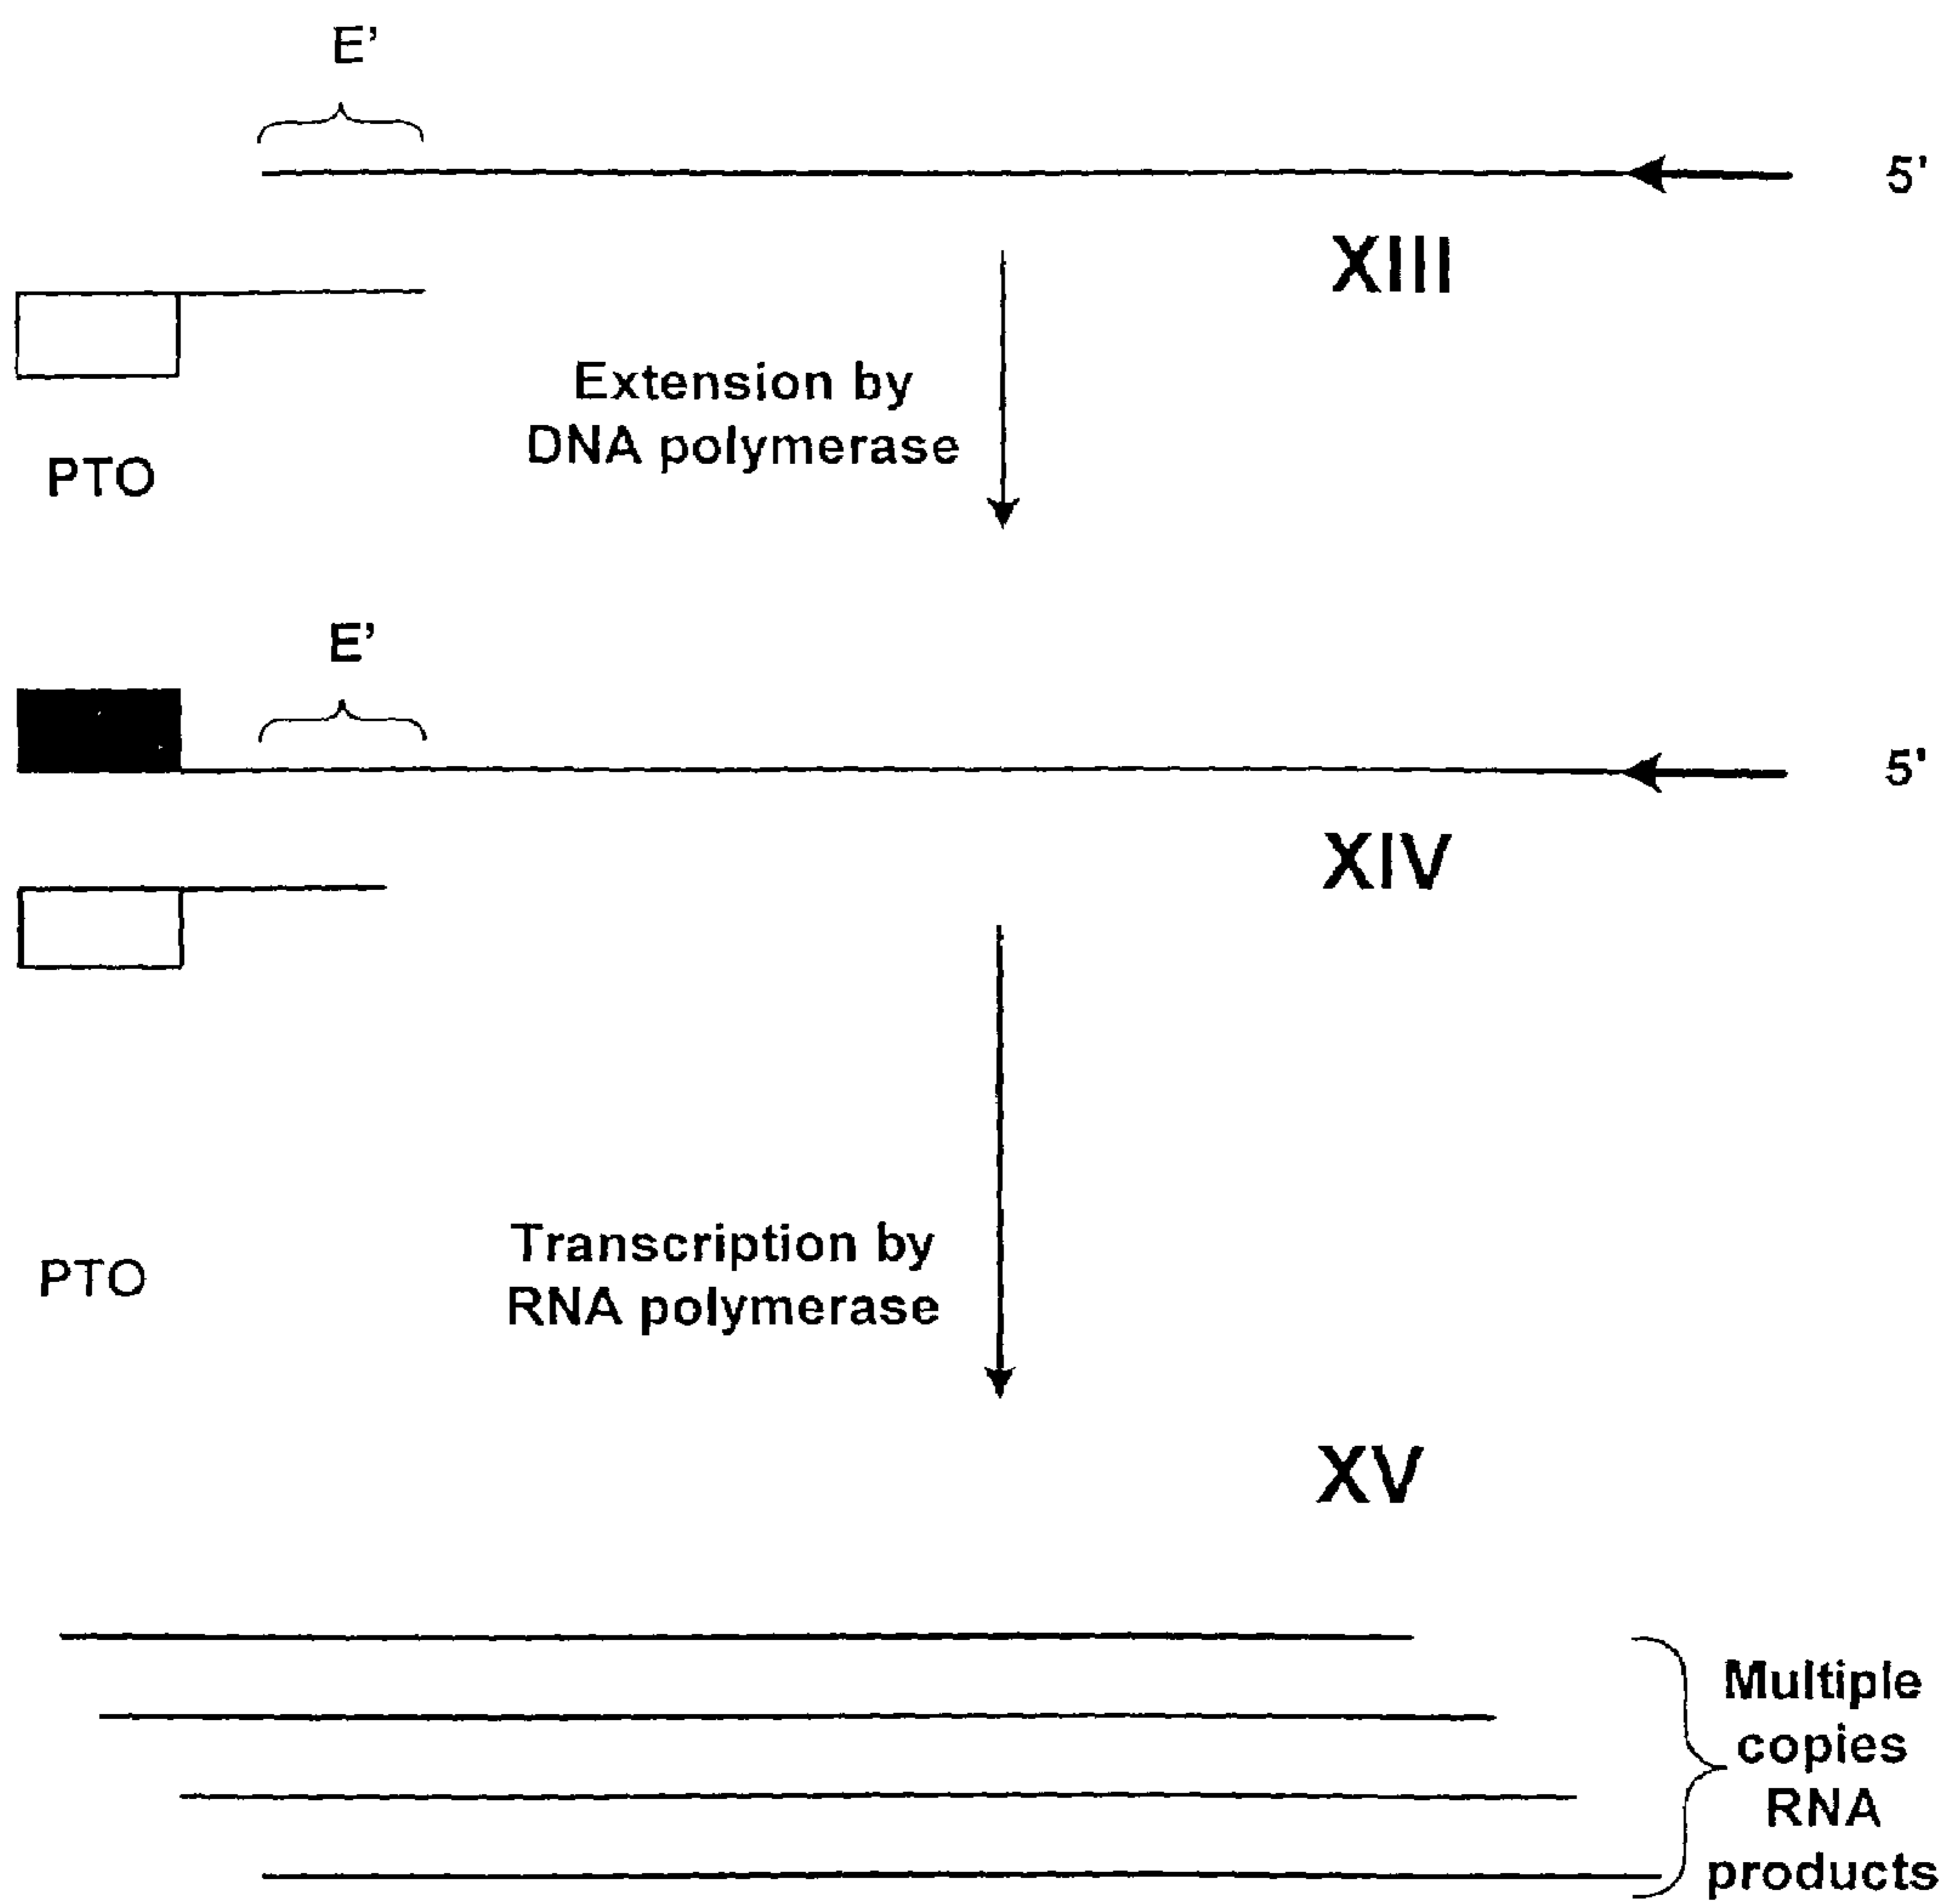 E'
5'
XIII
Extension by
DNA polymerase
PTO
E'
5'
XIV
Transcription by
RNA polymerase
PTO
XV
Multiple
copies
RNA
products